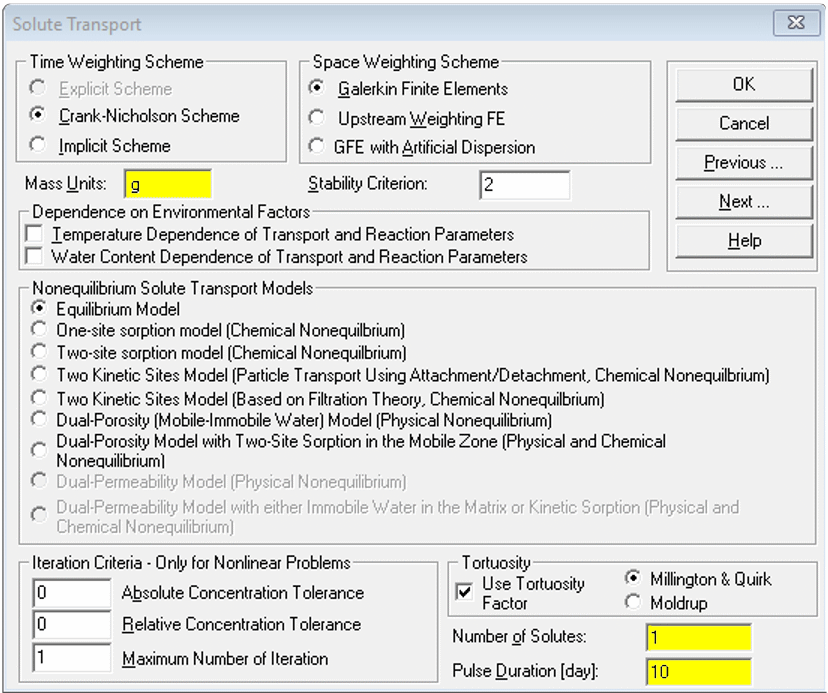 Solute Transport
Time Weighting Scheme
Explicit Scheme
Crank-Nicholson Scheme
Implicit Scheme
Space Weighting Scheme
Galerkin Finite Elements
Upstream Weighting FE
GFE with Artificial Dispersion
OK
Cancel
Previous ...
Next ...
Help
Mass Units: g
Stability Criterion: 2
Dependence on Environmental Factors
Temperature Dependence of Transport and Reaction Parameters
Water Content Dependence of Transport and Reaction Parameters
Nonequilibrium Solute Transport Models
Equilibrium Model
One-site sorption model (Chemical Nonequilbrium)
Two-site sorption model (Chemical Nonequilbrium)
Two Kinetic Sites Model (Particle Transport Using Attachment/Detachment, Chemical Nonequilbrium)
Two Kinetic Sites Model (Based on Filtration Theory, Chemical Nonequilbrium)
Dual-Porosity (Mobile-Immobile Water) Model (Physical Nonequilibrium)
Dual-Porosity Model with Two-Site Sorption in the Mobile Zone (Physical and Chemical
Nonequilibrium)
Dual-Permeability Model (Physical Nonequilibrium)
Dual-Permeability Model with either Immobile Water in the Matrix or Kinetic Sorption (Physical and
Chemical Nonequilibrium)
Iteration Criteria - Only for Nonlinear Problems
0 Absolute Concentration Tolerance
0 Relative Concentration Tolerance
1 Maximum Number of Iteration
Tortuosity
Use Tortuosity
Factor
Millington & Quirk
Moldrup
Number of Solutes: 1
Pulse Duration [day]: 10